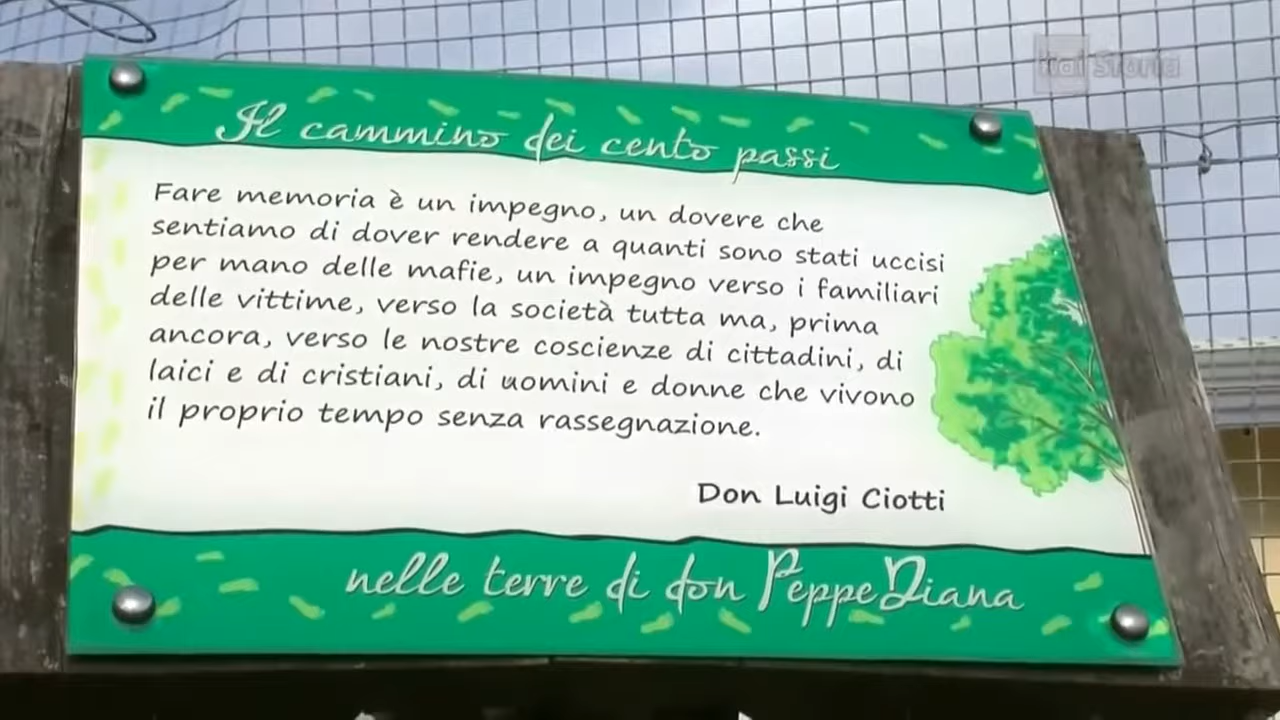 Rai Storia
Il cammino dei cento passi
Fare memoria è un impegno, un dovere che
sentiamo di dover rendere a quanti sono stati uccisi
per mano delle mafie, un impegno verso i familiari
delle vittime, verso la società tutta ma, prima
ancora, verso le nostre coscienze di cittadini, di
laici e di cristiani, di uomini e donne che vivono
il proprio tempo senza rassegnazione.
Don Luigi Ciotti
nelle terre di don Peppe Diana